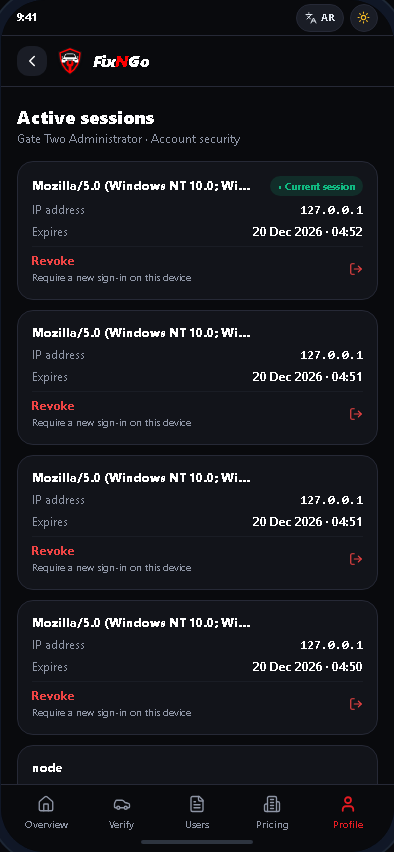 9:41
AR
FixNGo
Active sessions
Gate Two Administrator · Account security
Mozilla/5.0 (Windows NT 10.0; Wi... • Current session
IP address 127.0.0.1
Expires 20 Dec 2026 · 04:52
Revoke
Require a new sign-in on this device
Mozilla/5.0 (Windows NT 10.0; Wi...
IP address 127.0.0.1
Expires 20 Dec 2026 · 04:51
Revoke
Require a new sign-in on this device
Mozilla/5.0 (Windows NT 10.0; Wi...
IP address 127.0.0.1
Expires 20 Dec 2026 · 04:51
Revoke
Require a new sign-in on this device
Mozilla/5.0 (Windows NT 10.0; Wi...
IP address 127.0.0.1
Expires 20 Dec 2026 · 04:50
Revoke
Require a new sign-in on this device
node
Overview Verify Users Pricing Profile